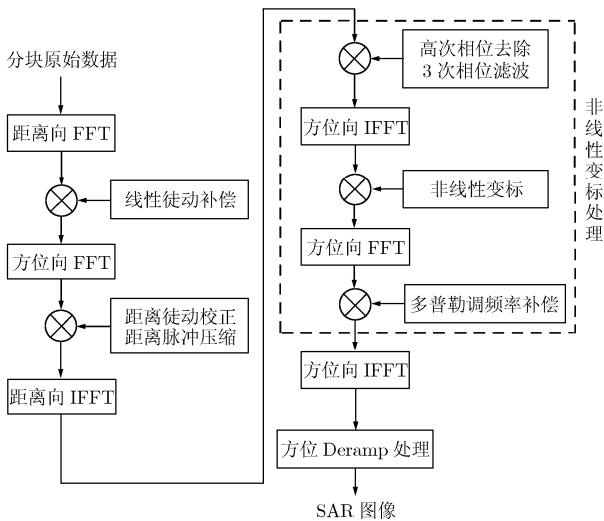 分块原始数据
距离向 FFT
线性徒动补偿
方位向 FFT
距离徒动校正
距离脉冲压缩
距离向 IFFT
高次相位去除
3 次相位滤波
方位向 IFFT
非线性变标
方位向 FFT
多普勒调频率补偿
非线性变标处理
方位向 IFFT
方位 Deramp 处理
SAR 图像